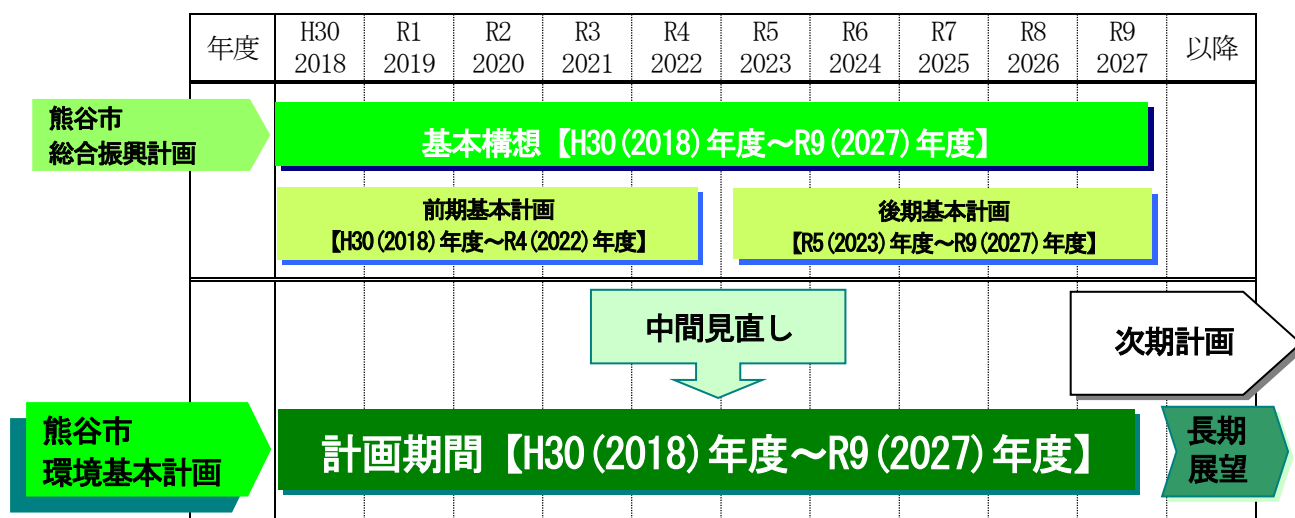 年度
H30
2018
R1
2019
R2
2020
R3
2021
R4
2022
R5
2023
R6
2024
R7
2025
R8
2026
R9
2027
以降
熊谷市
総合振興計画
基本構想【H30(2018)年度～R9(2027)年度】
前期基本計画
【H30(2018)年度～R4(2022)年度】
後期基本計画
【R5(2023)年度～R9(2027)年度】
中間見直し
次期計画
熊谷市
環境基本計画
計画期間【H30(2018)年度～R9(2027)年度】
長期
展望